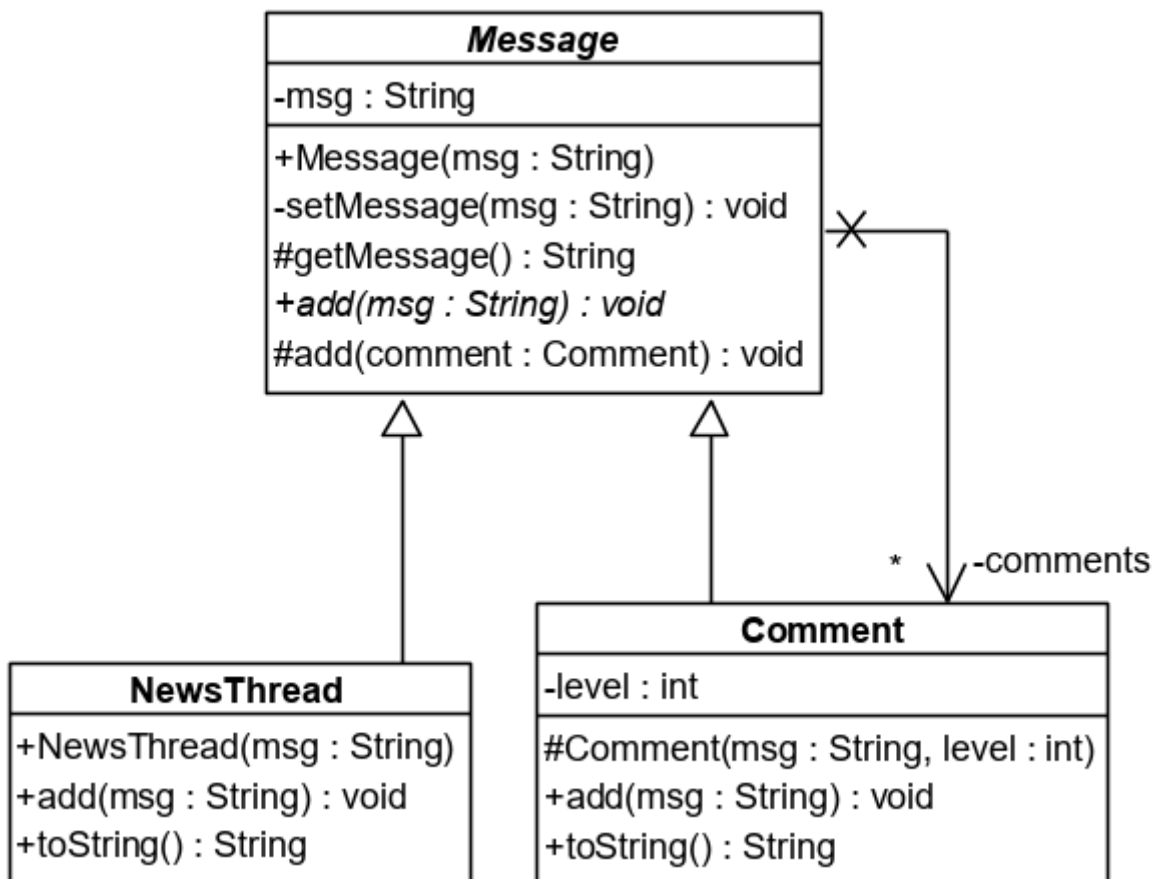 Message
-msg : String
+Message(msg : String)
-setMessage(msg : String) : void
#getMessage() : String
+add(msg : String) : void
#add(comment : Comment) : void
* -comments
NewsThread
+NewsThread(msg : String)
+add(msg : String) : void
+toString() : String
Comment
-level : int
#Comment(msg : String, level : int)
+add(msg : String) : void
+toString() : String